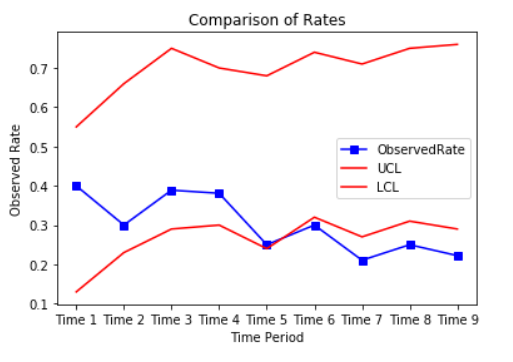 Comparison of Rates
Observed Rate
0.7
0.6
0.5
0.4
0.3
0.2
0.1
ObservedRate
UCL
LCL
Time 1 Time 2 Time 3 Time 4 Time 5 Time 6 Time 7 Time 8 Time 9
Time Period